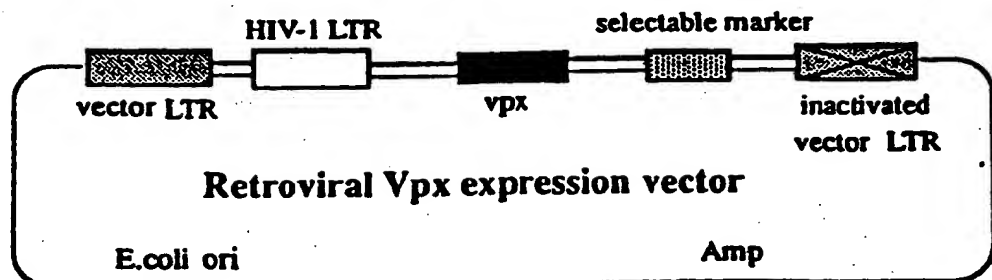 HIV-1 LTR
selectable marker
vector LTR
vpx
inactivated
vector LTR
Retroviral Vpx expression vector
E.coli ori
Amp